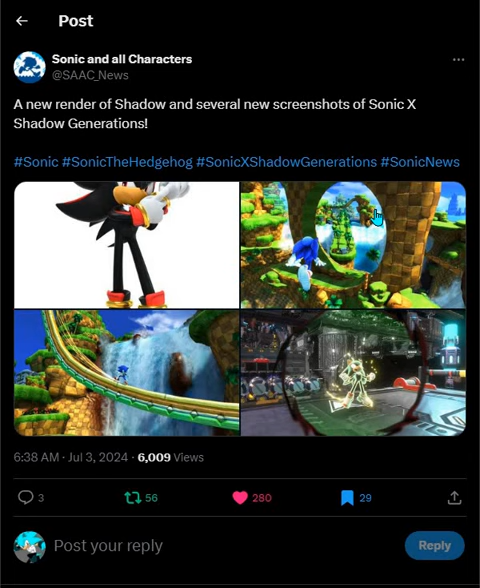 Post
Sonic and all Characters
@SAAC_News
A new render of Shadow and several new screenshots of Sonic X
Shadow Generations!
#Sonic #SonicTheHedgehog #SonicXShadowGenerations #SonicNews
6:38 AM · Jul 3, 2024 · 6,009 Views
3 56 280 29
Post your reply Reply